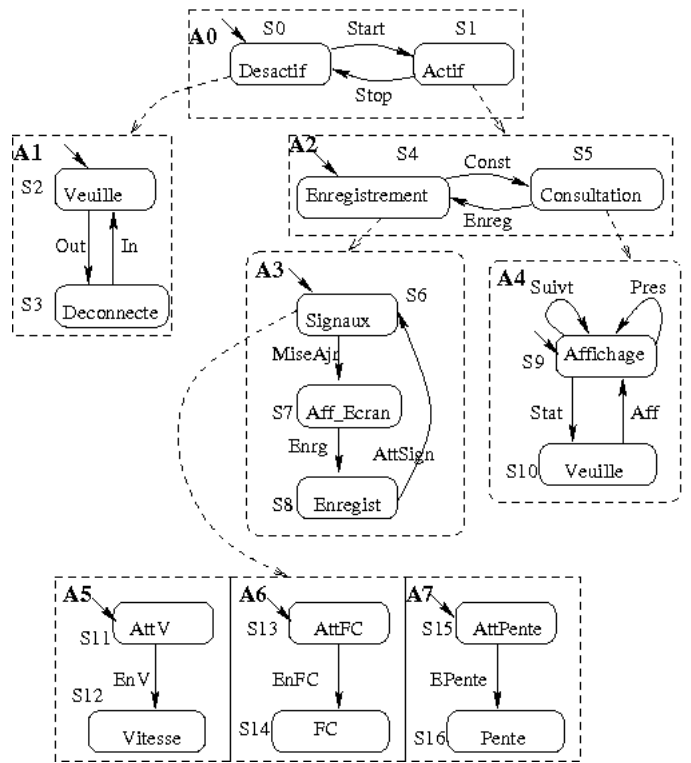 A0
S0
Start
S1
Desactif
Actif
Stop
A1
S2
Veuille
Out
In
S3
Deconnecte
A2
S4
Const
S5
Enregistrement
Consultation
Enreg
A3
S6
Signaux
MiseAjr
S7
Aff_Ecran
Enrg
AttSign
S8
Enregist
A4
Suivt
Pres
S9
Affichage
Stat
Aff
S10
Veuille
A5
S11
AttV
EnV
S12
Vitesse
A6
S13
AttFC
EnFC
S14
FC
A7
S15
AttPente
EPente
S16
Pente